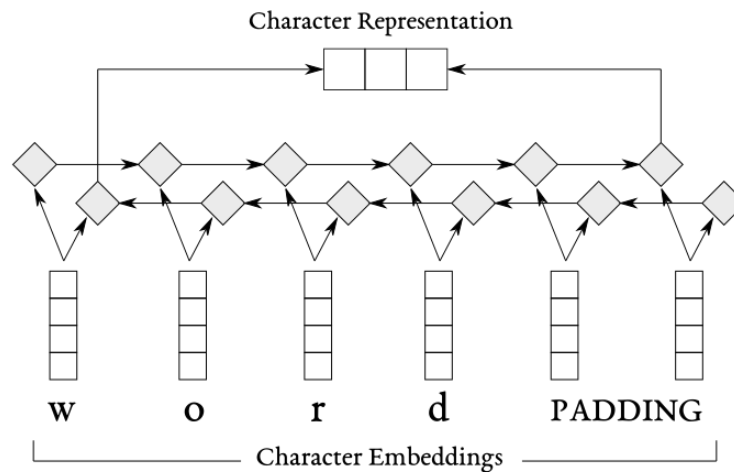 Character Representation
w o r d PADDING
Character Embeddings